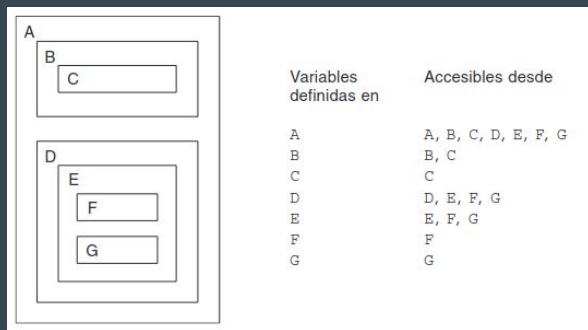 A
B
C
D
E
F
G
Variables definidas en
Accesibles desde
A A, B, C, D, E, F, G
B B, C
C C
D D, E, F, G
E E, F, G
F F
G G